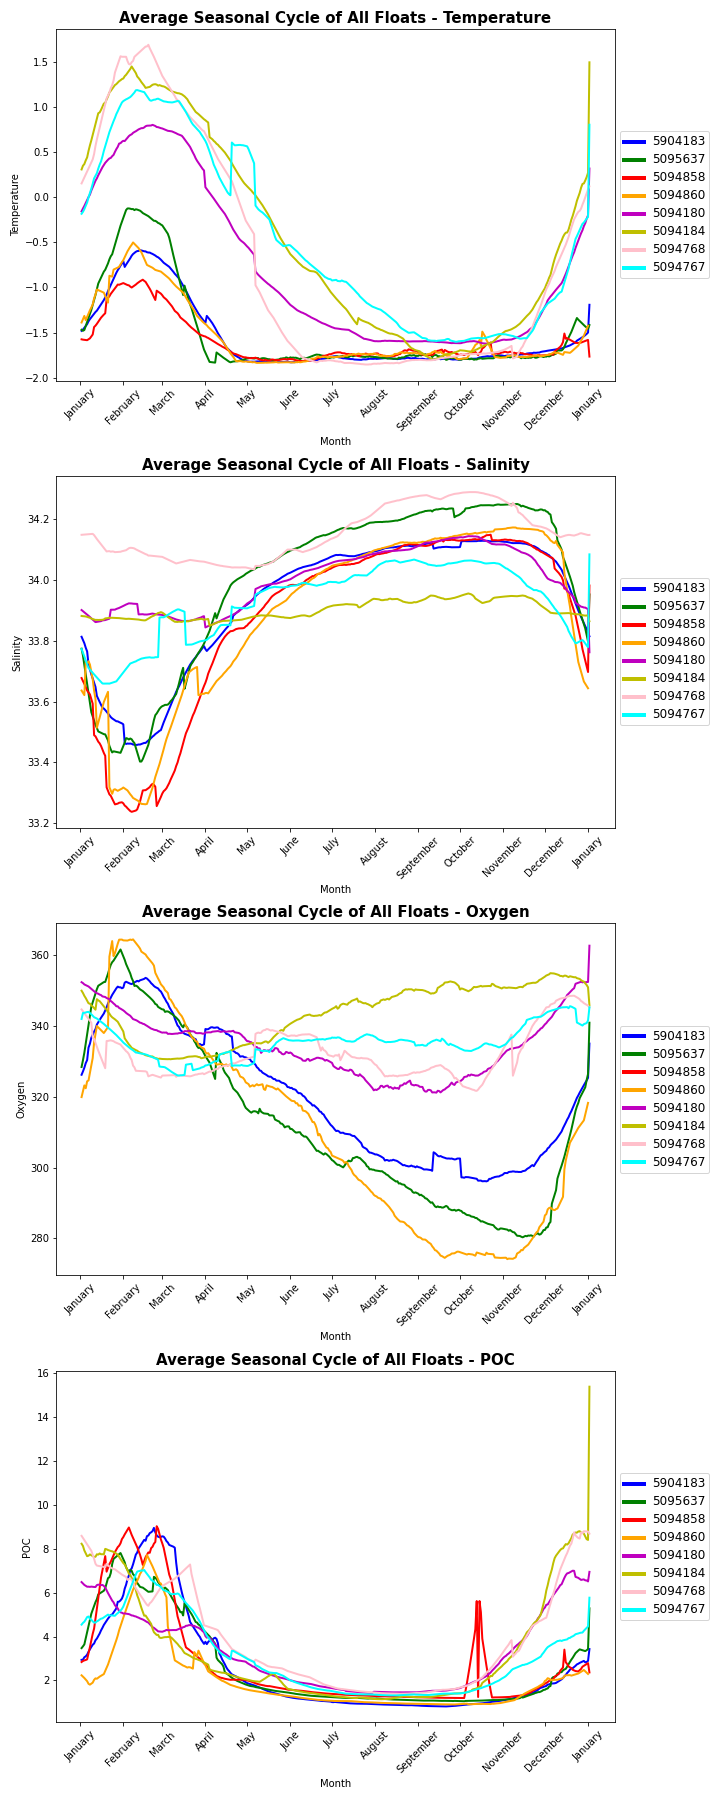 Average Seasonal Cycle of All Floats - Temperature
1.5
1.0
0.5
0.0
−0.5
−1.0
−1.5
−2.0
Temperature
January
February
March
April
May
June
July
August
September
October
November
December
January
Month
5904183
5095637
5094858
5094860
5094180
5094184
5094768
5094767
Average Seasonal Cycle of All Floats - Salinity
34.2
34.0
33.8
33.6
33.4
33.2
Salinity
January
February
March
April
May
June
July
August
September
October
November
December
January
Month
5904183
5095637
5094858
5094860
5094180
5094184
5094768
5094767
Average Seasonal Cycle of All Floats - Oxygen
360
340
320
300
280
Oxygen
January
February
March
April
May
June
July
August
September
October
November
December
January
Month
5904183
5095637
5094858
5094860
5094180
5094184
5094768
5094767
Average Seasonal Cycle of All Floats - POC
16
14
12
10
8
6
4
2
POC
January
February
March
April
May
June
July
August
September
October
November
December
January
Month
5904183
5095637
5094858
5094860
5094180
5094184
5094768
5094767